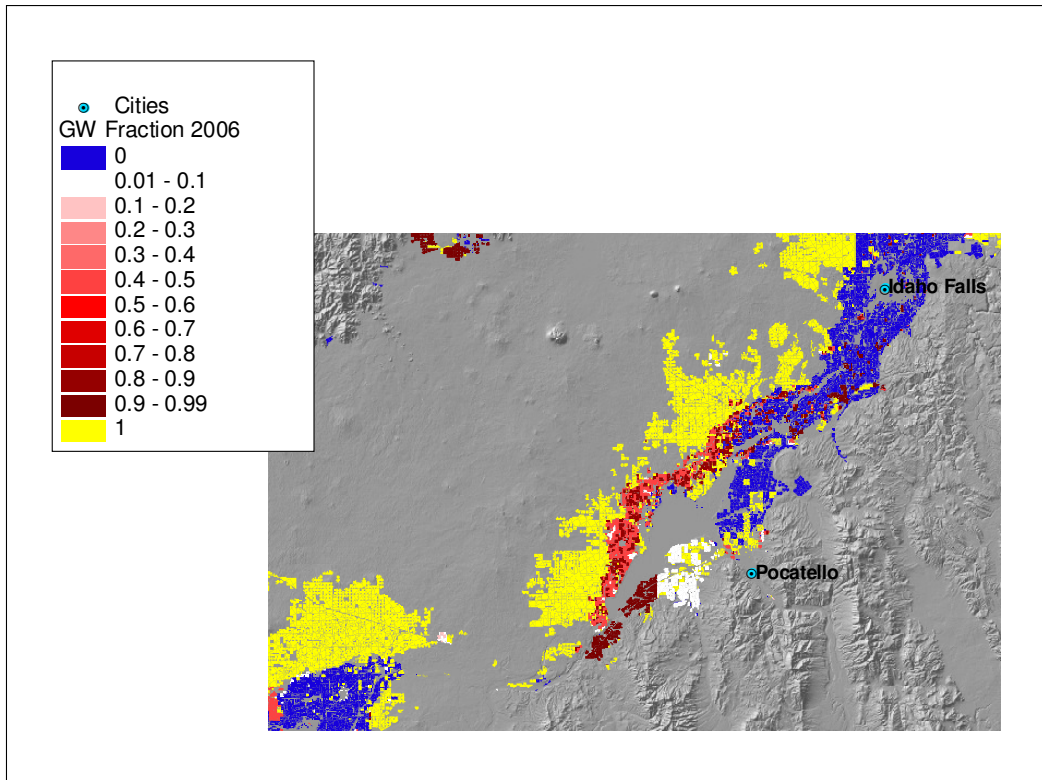 Cities
GW Fraction 2006
0
0.01 - 0.1
0.1 - 0.2
0.2 - 0.3
0.3 - 0.4
0.4 - 0.5
0.5 - 0.6
0.6 - 0.7
0.7 - 0.8
0.8 - 0.9
0.9 - 0.99
1
Idaho Falls
Pocatello